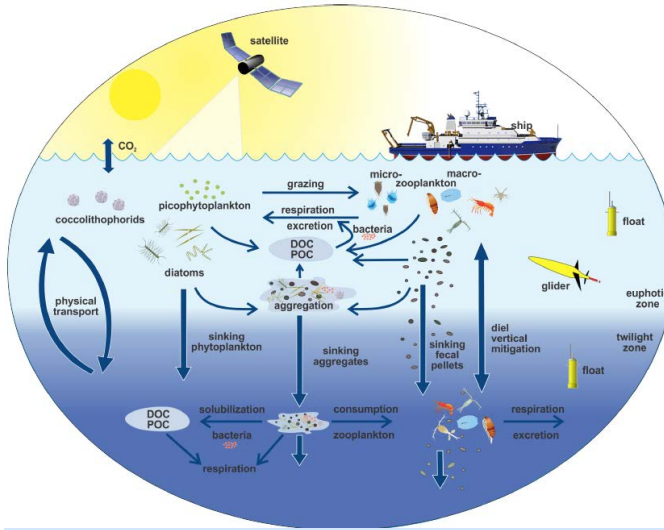 satellite
ship
CO₂
micro-
macro-
grazing
zooplankton
coccolithophorids
picophytoplankton
respiration
excretion
bacteria
float
DOC
POC
diatoms
glider
aggregation
euphotic
zone
physical
transport
sinking
phytoplankton
sinking
aggregates
sinking
fecal
pellets
diel
vertical
mitigation
twilight
zone
float
DOC
POC
solubilization
bacteria
consumption
zooplankton
respiration
excretion
respiration